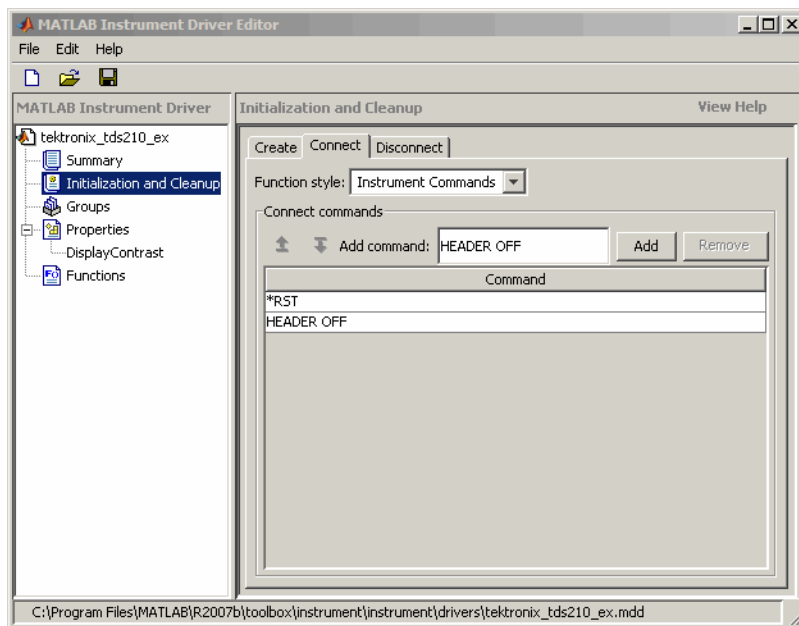 MATLAB Instrument Driver Editor
File Edit Help
MATLAB Instrument Driver
tektronix_tds210_ex
Summary
Initialization and Cleanup
Groups
Properties
DisplayContrast
Functions
Initialization and Cleanup View Help
Create Connect Disconnect
Function style: Instrument Commands
Connect commands
Add command: HEADER OFF Add Remove
Command
*RST
HEADER OFF
C:\Program Files\MATLAB\R2007b\toolbox\instrument\instrument\drivers\tektronix_tds210_ex.mdd